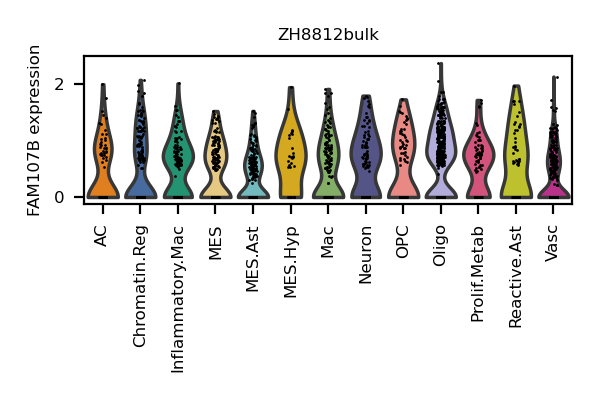 ZH8812bulk
FAM107B expression
2
0
AC
Chromatin.Reg
Inflammatory.Mac
MES
MES.Ast
MES.Hyp
Mac
Neuron
OPC
Oligo
Prolif.Metab
Reactive.Ast
Vasc